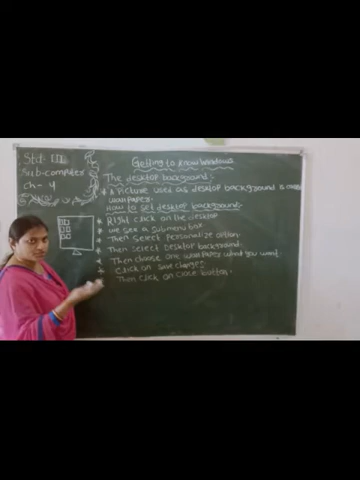 Std: III
Sub-computer
Ch- 4
Getting to know windows
The desktop background:-
* A Picture used as desktop background is
wallpaper.
How to set desktop background:-
* Right click on the desktop
* we see a submenu box.
* Then select Personalize option.
* Then select Desktop background.
* Then choose one wallpaper what you want
* Click on Save changes.
Then click on close button.